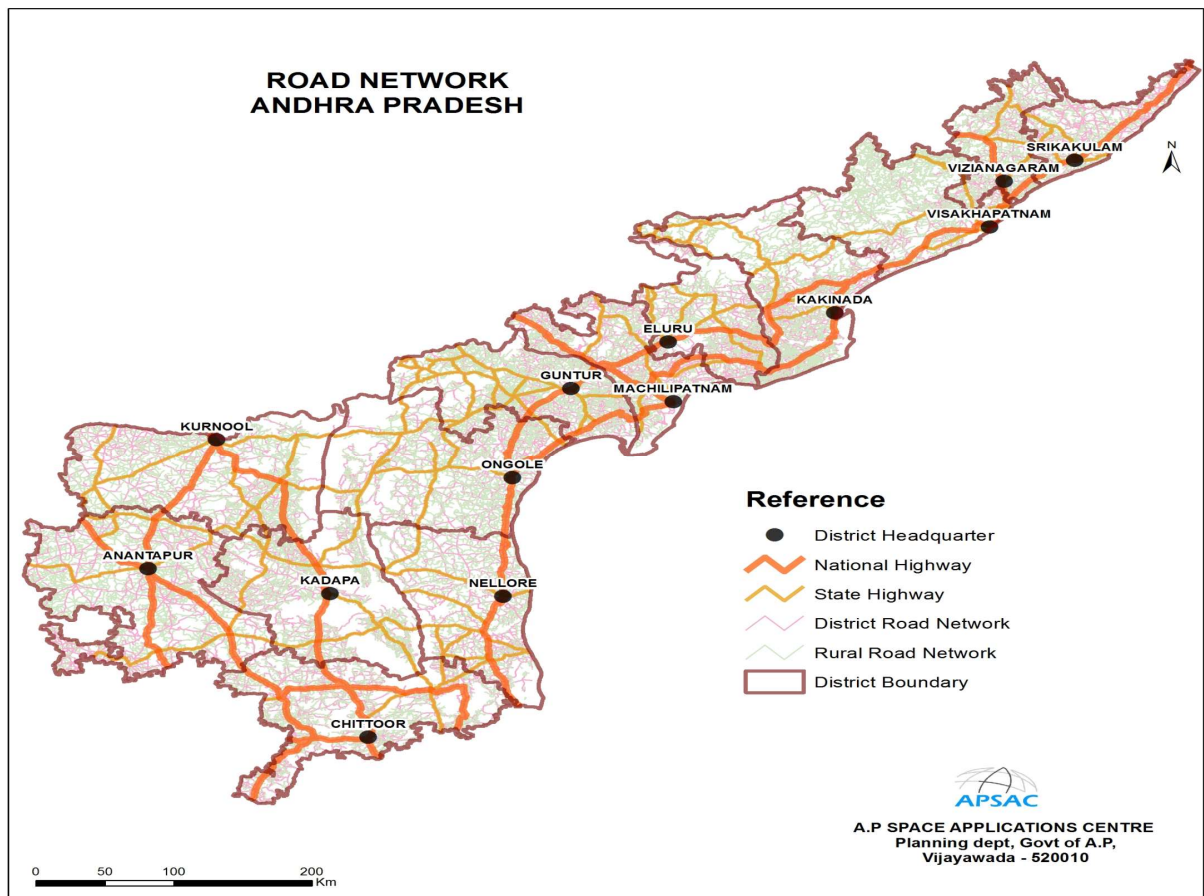 ROAD NETWORK
ANDHRA PRADESH
N
SRIKAKULAM
VIZIANAGARAM
VISAKHAPATNAM
KAKINADA
ELURU
GUNTUR
MACHILIPATNAM
KURNOOL
ONGOLE
ANANTAPUR
KADAPA
NELLORE
CHITTOOR
Reference
District Headquarter
National Highway
State Highway
District Road Network
Rural Road Network
District Boundary
APSAC
A.P SPACE APPLICATIONS CENTRE
Planning dept, Govt of A.P,
Vijayawada - 520010
0 50 100 200
Km